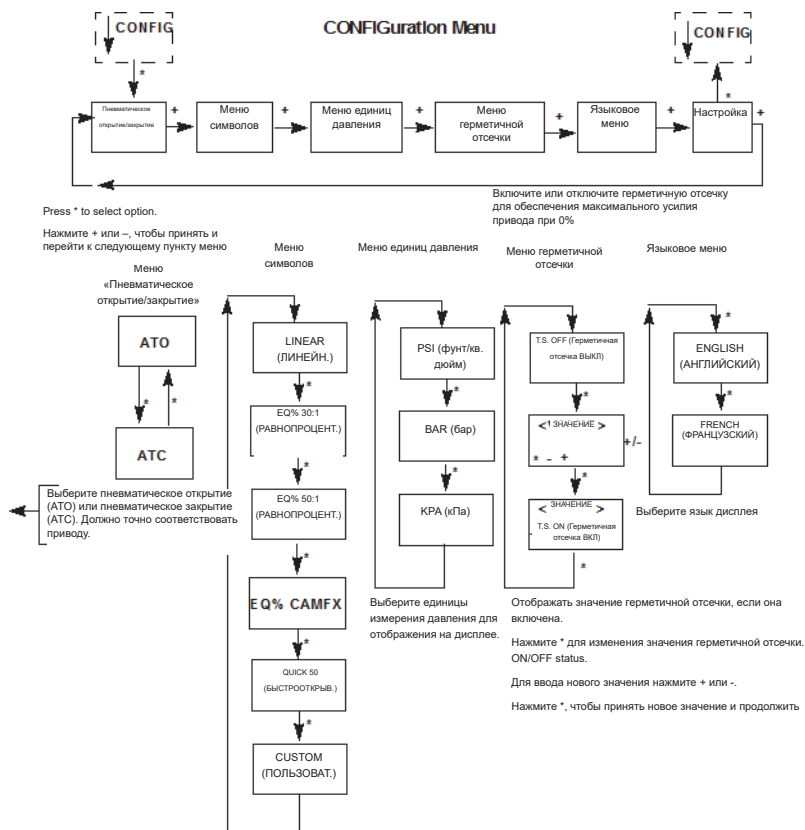 CONFIG
CONFIGuration Menu
CONFIG
*
*
Пневматическое
открытие/закрытие
+
Меню
символов
+
Меню единиц
давления
+
Меню
герметичной
отсечки
+
Языковое
меню
+
Настройка
+
Включите или отключите герметичную отсечку
для обеспечения максимального усилия
привода при 0%
Press * to select option.
Нажмите + или –, чтобы принять и
перейти к следующему пункту меню
Меню
«Пневматическое
открытие/закрытие»
ATO
*
*
ATC
Выберите пневматическое открытие
(ATO) или пневматическое закрытие
(ATC). Должно точно соответствовать
приводу.
Меню
символов
*
LINEAR
(ЛИНЕЙН.)
*
EQ% 30:1
(РАВНОПРОЦЕНТ.)
*
EQ% 50:1
(РАВНОПРОЦЕНТ.)
*
EQ% CAMFX
*
QUICK 50
(БЫСТРООТКРЫВ.)
*
CUSTOM
(ПОЛЬЗОВАТ.)
Меню единиц давления
*
PSI (фунт/кв.
дюйм)
*
BAR (бар)
*
KPA (кПа)
Выберите единицы
измерения давления для
отображения на дисплее.
Меню герметичной
отсечки
*
T.S. OFF (Герметичная
отсечка ВЫКЛ)
*
< ЗНАЧЕНИЕ >
* – +
+/–
*
< ЗНАЧЕНИЕ >
T.S. ON (Герметичная
отсечка ВКЛ)
*
Отображать значение герметичной отсечки, если она
включена.
Нажмите * для изменения значения герметичной отсечки.
ON/OFF status.
Для ввода нового значения нажмите + или -.
Нажмите *, чтобы принять новое значение и продолжить
Языковое меню
*
ENGLISH
(АНГЛИЙСКИЙ)
*
FRENCH
(ФРАНЦУЗСКИЙ)
Выберите язык дисплея